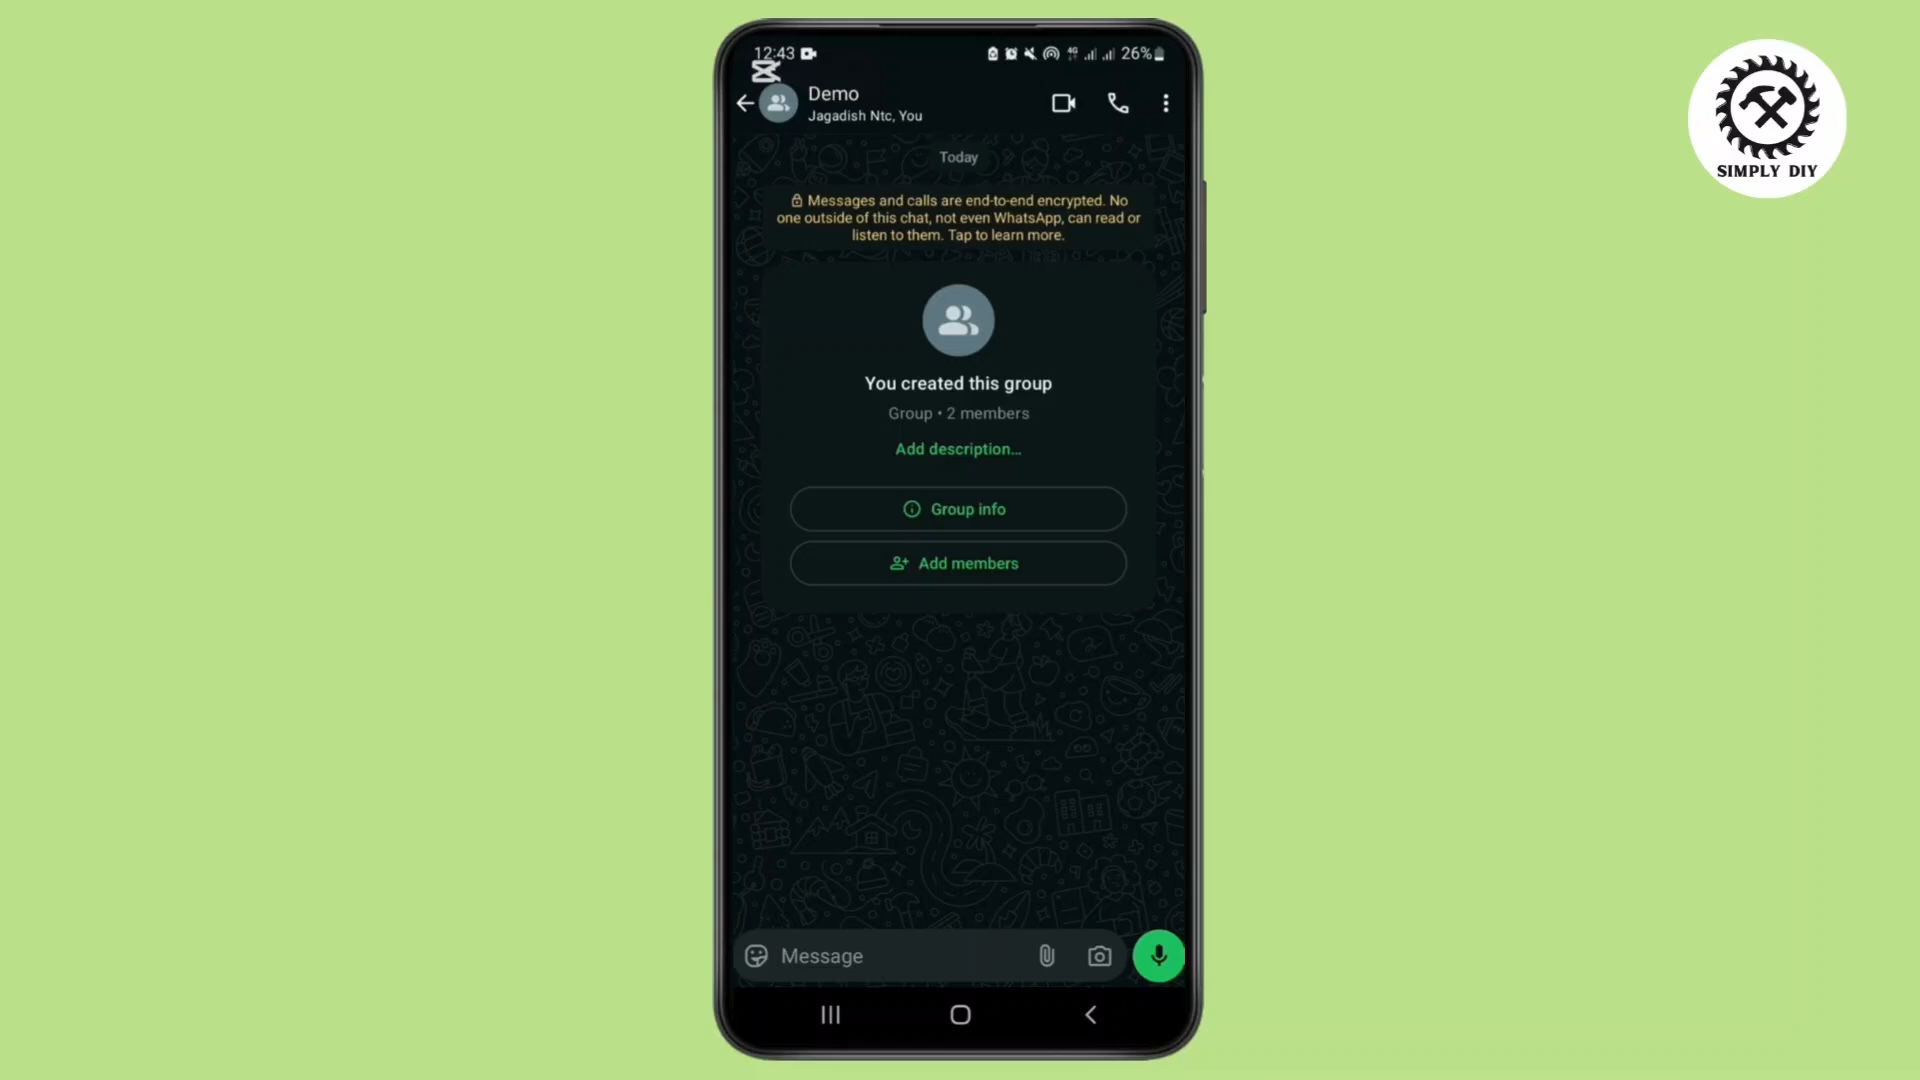 12:43
4G
26%
Demo
Jagadish Ntc, You
Today
Messages and calls are end-to-end encrypted. No
one outside of this chat, not even WhatsApp, can read or
listen to them. Tap to learn more.
You created this group
Group • 2 members
Add description...
Group info
Add members
Message
SIMPLY DIY